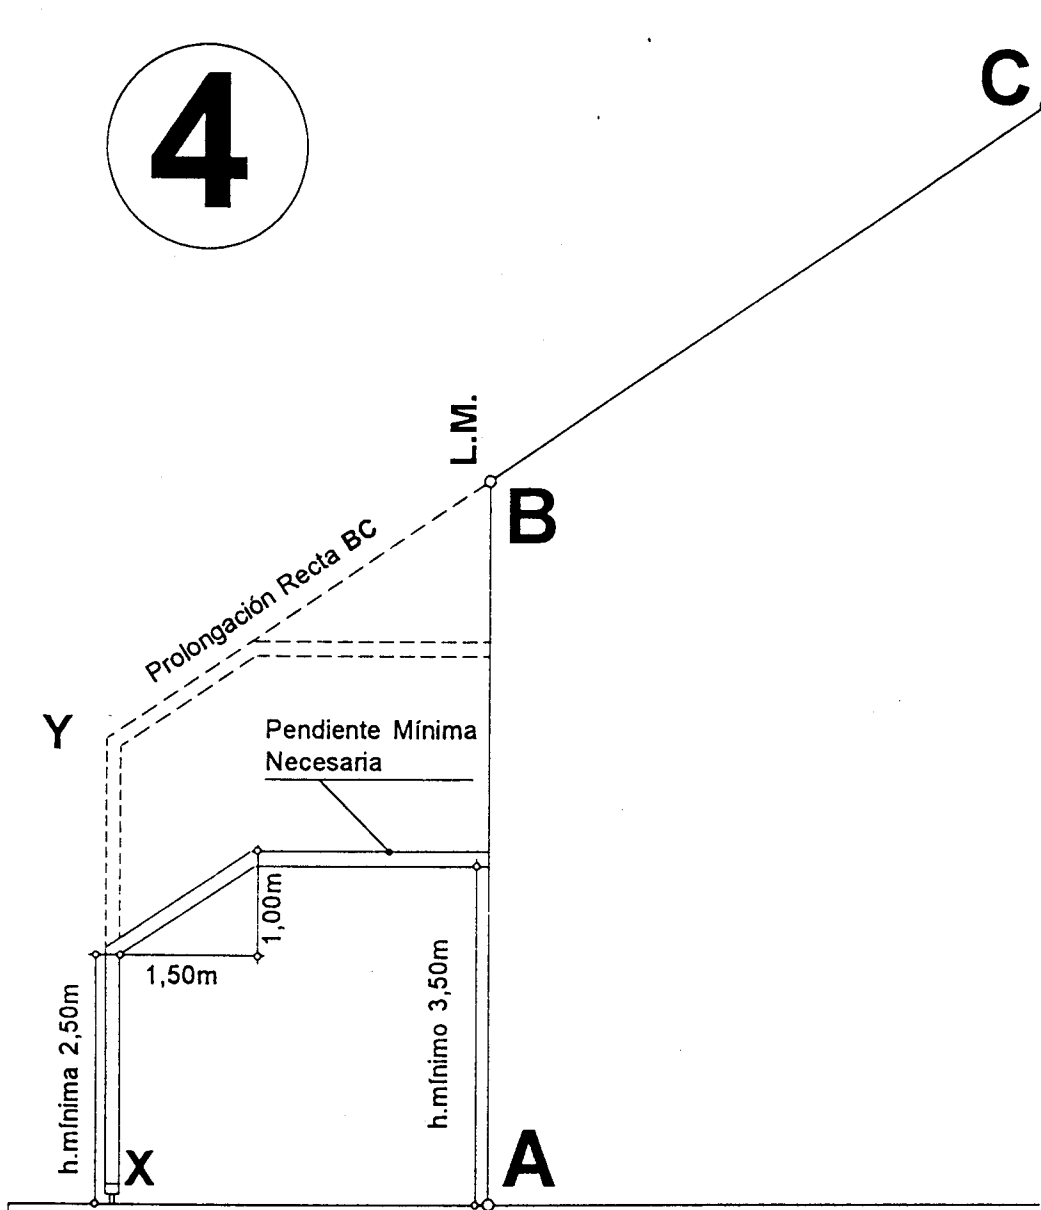 4
C
L.M.
B
Prolongación Recta BC
Y
Pendiente Mínima
Necesaria
1,00m
1,50m
h.mínima 2,50m
h.mínimo 3,50m
X
A